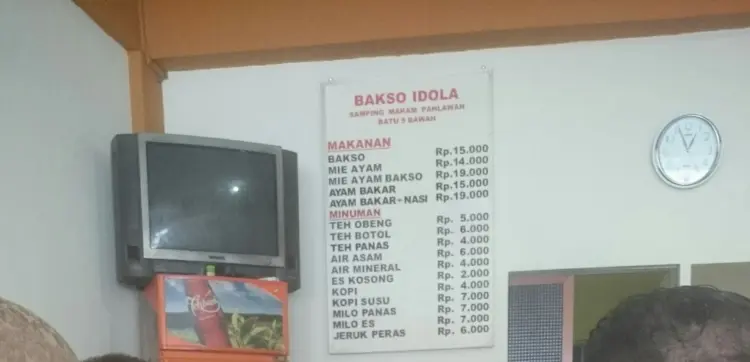 BAKSO IDOLA
SAMPING MAKAM PAHLAWAN
BATU 5 BAWAH
MAKANAN
BAKSO Rp.15.000
MIE AYAM Rp.14.000
MIE AYAM BAKSO Rp.19.000
AYAM BAKAR Rp.15.000
AYAM BAKAR-NASI Rp.19.000
MINUMAN
TEH OBENG Rp. 5.000
TEH BOTOL Rp. 6.000
TEH PANAS Rp. 4.000
AIR ASAM Rp. 6.000
AIR MINERAL Rp. 4.000
ES KOSONG Rp. 2.000
KOPI Rp. 4.000
KOPI SUSU Rp. 7.000
MILO PANAS Rp. 7.000
MILO ES Rp. 7.000
JERUK PERAS Rp. 6.000